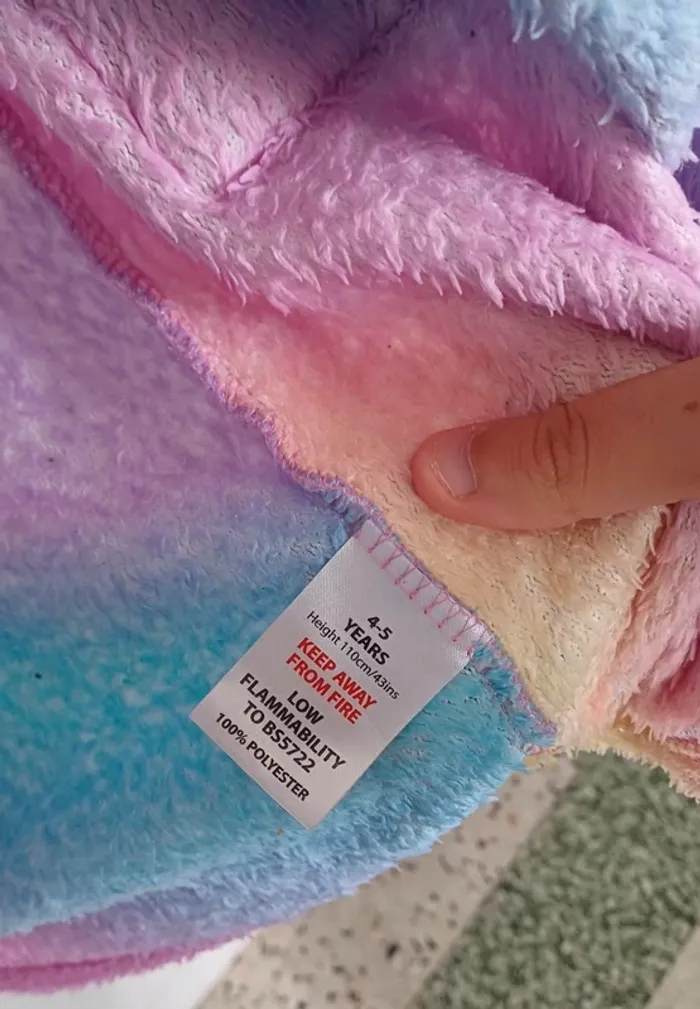 4-5
YEARS
Height 110cm/43ins
KEEP AWAY
FROM FIRE
LOW
FLAMMABILITY
TO BS5722
100% POLYESTER